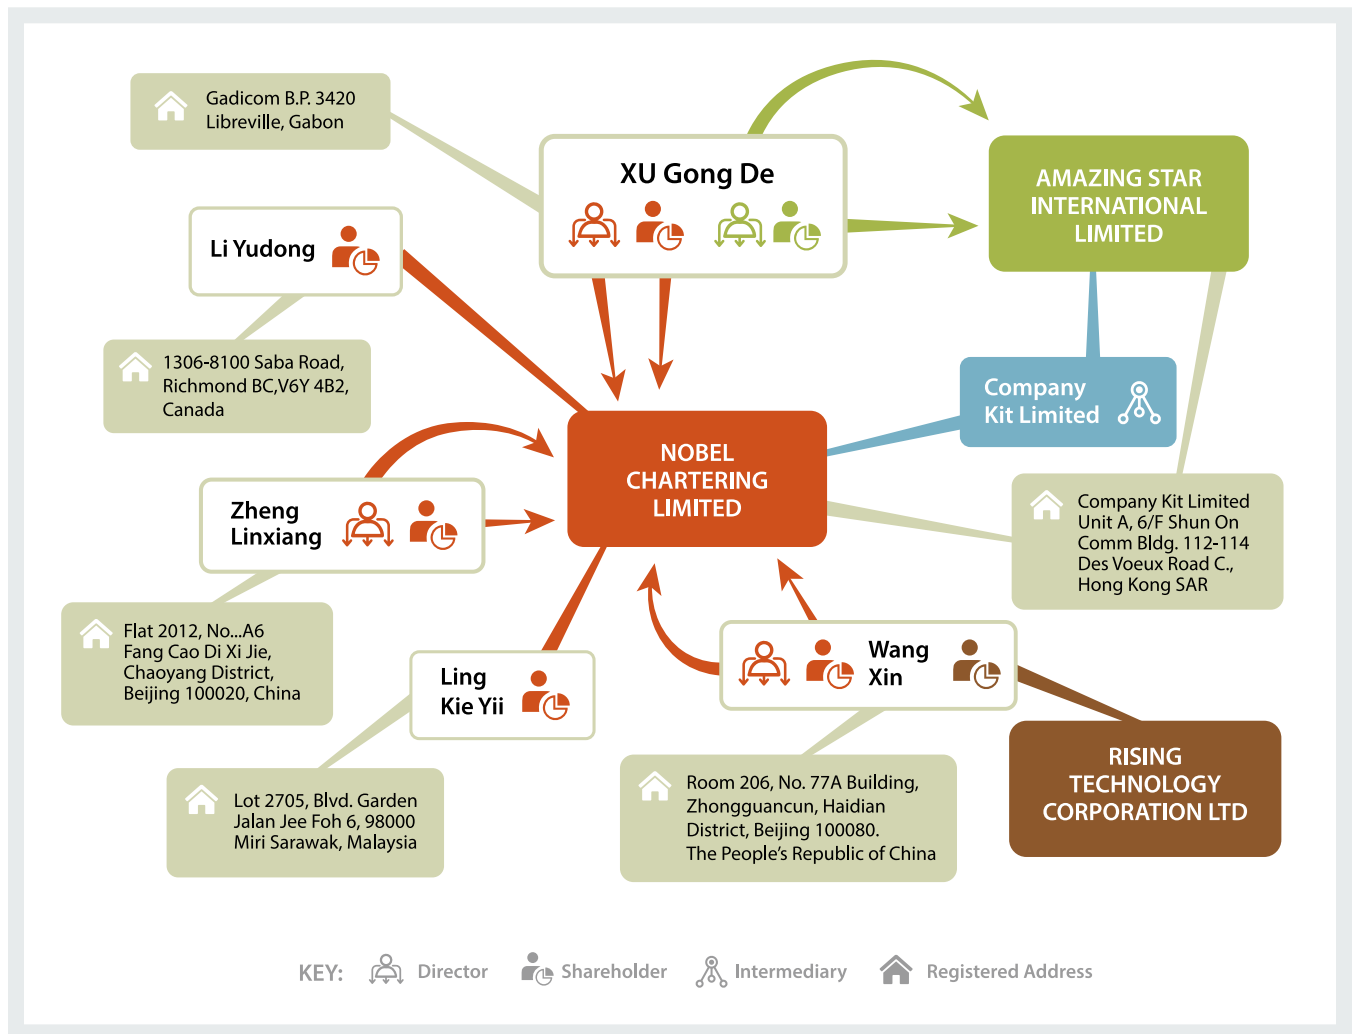 Gadicom B.P. 3420
Libreville, Gabon
XU Gong De
AMAZING STAR
INTERNATIONAL
LIMITED
Li Yudong
1306-8100 Saba Road,
Richmond BC,V6Y 4B2,
Canada
Company
Kit Limited
NOBEL
CHARTERING
LIMITED
Zheng
Linxiang
Company Kit Limited
Unit A, 6/F Shun On
Comm Bldg. 112-114
Des Voeux Road C.,
Hong Kong SAR
Flat 2012, No...A6
Fang Cao Di Xi Jie,
Chaoyang District,
Beijing 100020, China
Ling
Kie Yii
Wang
Xin
Lot 2705, Blvd. Garden
Jalan Jee Foh 6, 98000
Miri Sarawak, Malaysia
Room 206, No. 77A Building,
Zhongguancun, Haidian
District, Beijing 100080.
The People's Republic of China
RISING
TECHNOLOGY
CORPORATION LTD
KEY: Director Shareholder Intermediary Registered Address